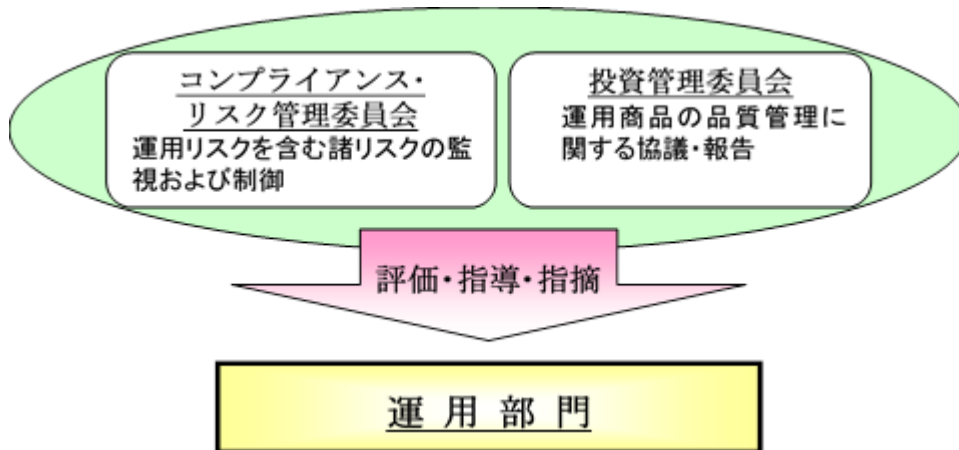 コンプライアンス・
リスク管理委員会
運用リスクを含む諸リスクの監
視および制御
投資管理委員会
運用商品の品質管理に
関する協議・報告
評価・指導・指摘
運用部門